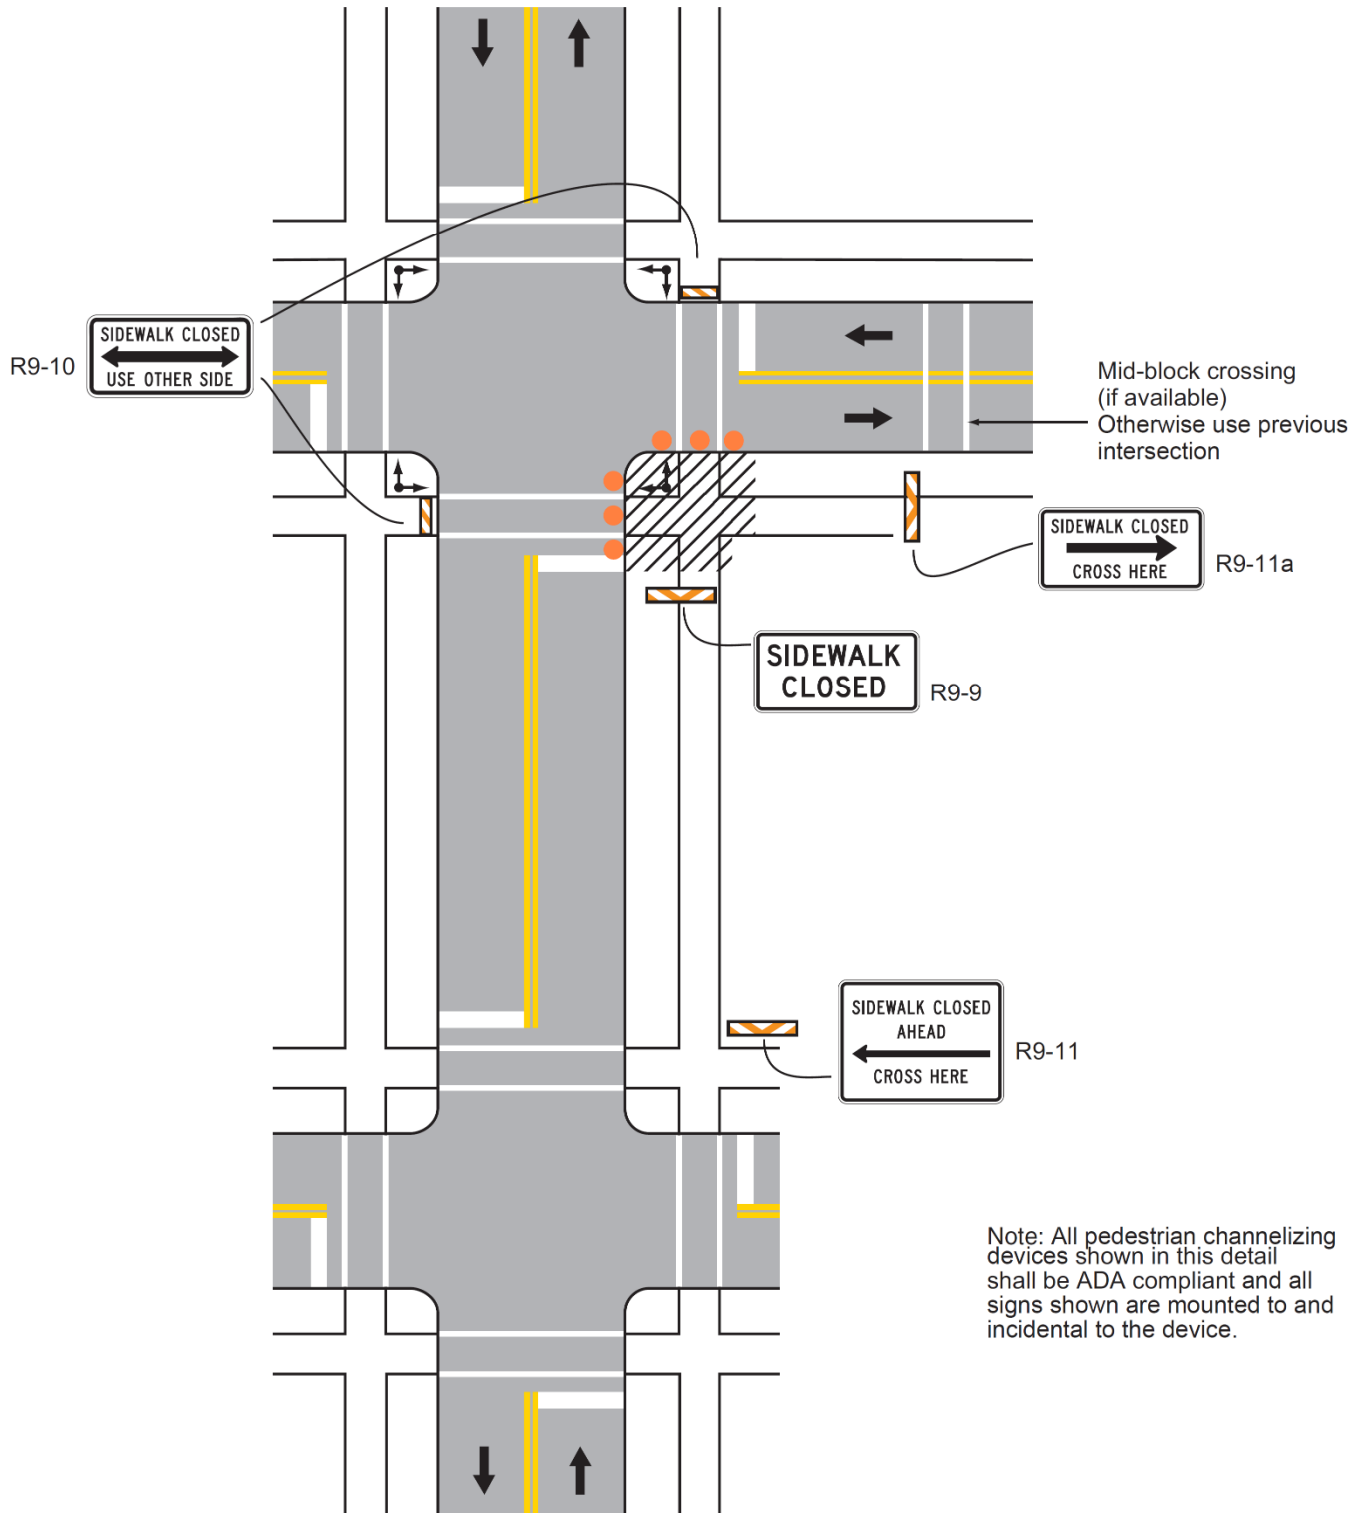 SIDEWALK CLOSED
USE OTHER SIDE
R9-10
Mid-block crossing
(if available)
Otherwise use previous
intersection
SIDEWALK CLOSED
CROSS HERE
R9-11a
SIDEWALK
CLOSED
R9-9
SIDEWALK CLOSED
AHEAD
CROSS HERE
R9-11
Note: All pedestrian channelizing
devices shown in this detail
shall be ADA compliant and all
signs shown are mounted to and
incidental to the device.